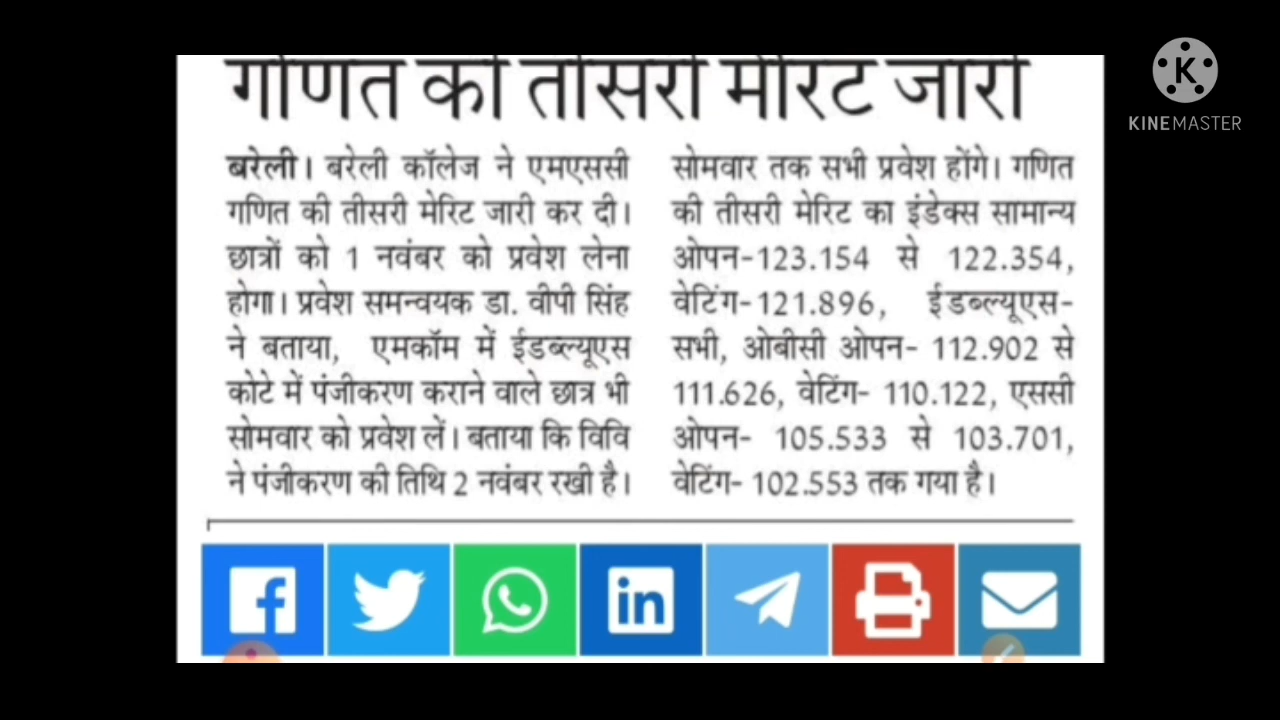 गणित की तीसरी मेरिट जारी
बरेली। बरेली कॉलेज ने एमएससी
गणित की तीसरी मेरिट जारी कर दी।
छात्रों को 1 नवंबर को प्रवेश लेना
होगा। प्रवेश समन्वयक डा. वीपी सिंह
ने बताया, एमकॉम में ईडब्ल्यूएस
कोटे में पंजीकरण कराने वाले छात्र भी
सोमवार को प्रवेश लें। बताया कि विवि
ने पंजीकरण की तिथि 2 नवंबर रखी है।
सोमवार तक सभी प्रवेश होंगे। गणित
की तीसरी मेरिट का इंडेक्स सामान्य
ओपन-123.154 से 122.354,
वेटिंग-121.896, ईडब्ल्यूएस-
सभी, ओबीसी ओपन- 112.902 से
111.626, वेटिंग- 110.122, एससी
ओपन- 105.533 से 103.701,
वेटिंग- 102.553 तक गया है।
in
K
KINEMASTER